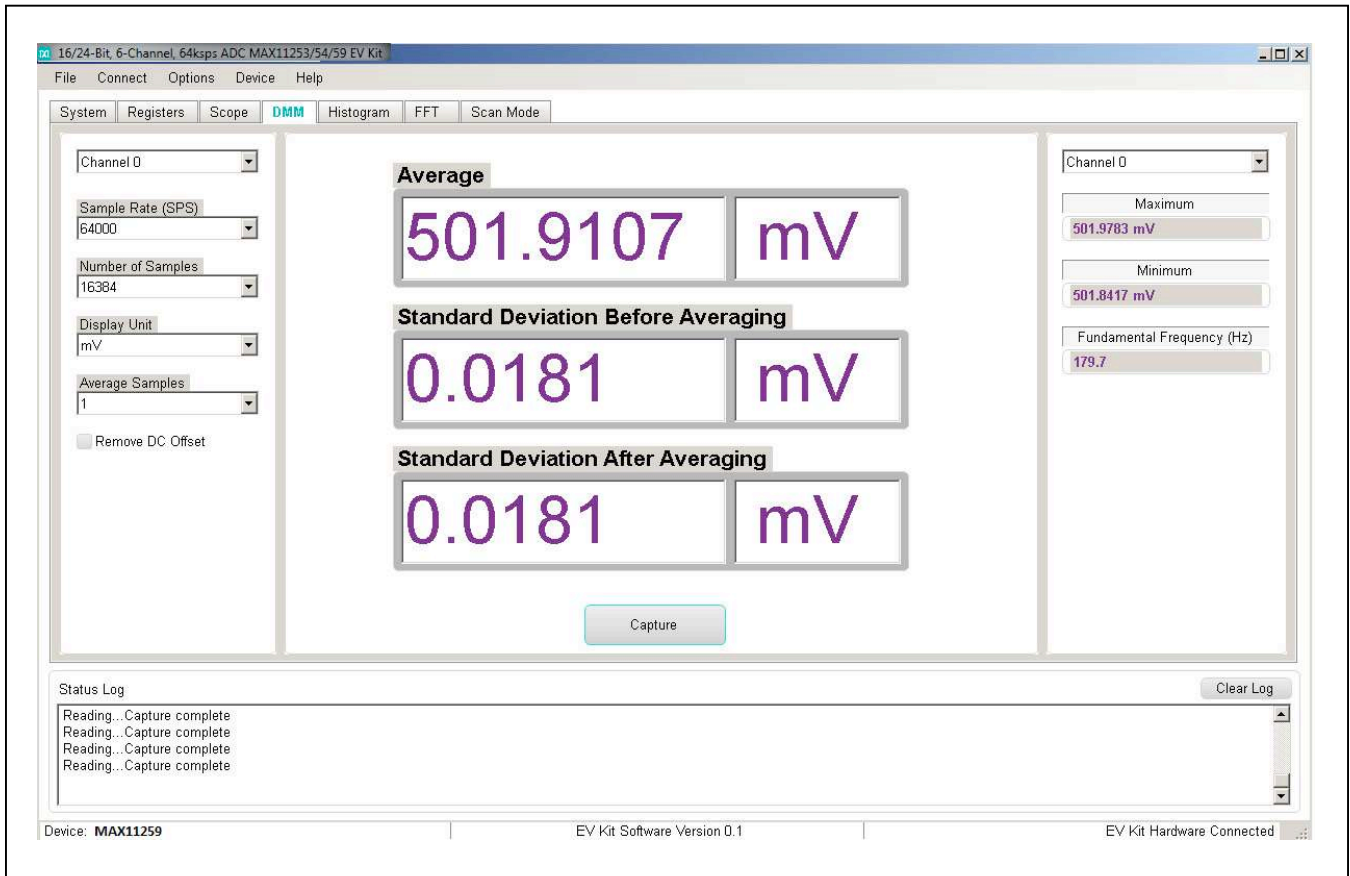 16/24-Bit, 6-Channel, 64ksps ADC MAX11253/54/59 EV Kit
File Connect Options Device Help
System Registers Scope DMM Histogram FFT Scan Mode
Channel 0
Sample Rate (SPS)
64000
Number of Samples
16384
Display Unit
mV
Average Samples
1
Remove DC Offset
Average
501.9107 mV
Standard Deviation Before Averaging
0.0181 mV
Standard Deviation After Averaging
0.0181 mV
Capture
Channel 0
Maximum
501.9783 mV
Minimum
501.8417 mV
Fundamental Frequency (Hz)
179.7
Status Log
Clear Log
Reading...Capture complete
Reading...Capture complete
Reading...Capture complete
Reading...Capture complete
Device: MAX11259
EV Kit Software Version 0.1
EV Kit Hardware Connected